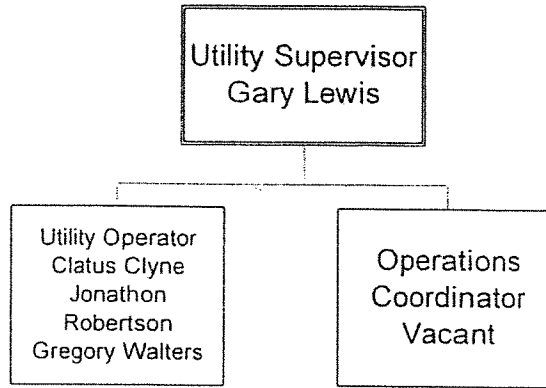 Utility Supervisor
Gary Lewis
Utility Operator
Clatus Clyne
Jonathon
Robertson
Gregory Walters
Operations
Coordinator
Vacant